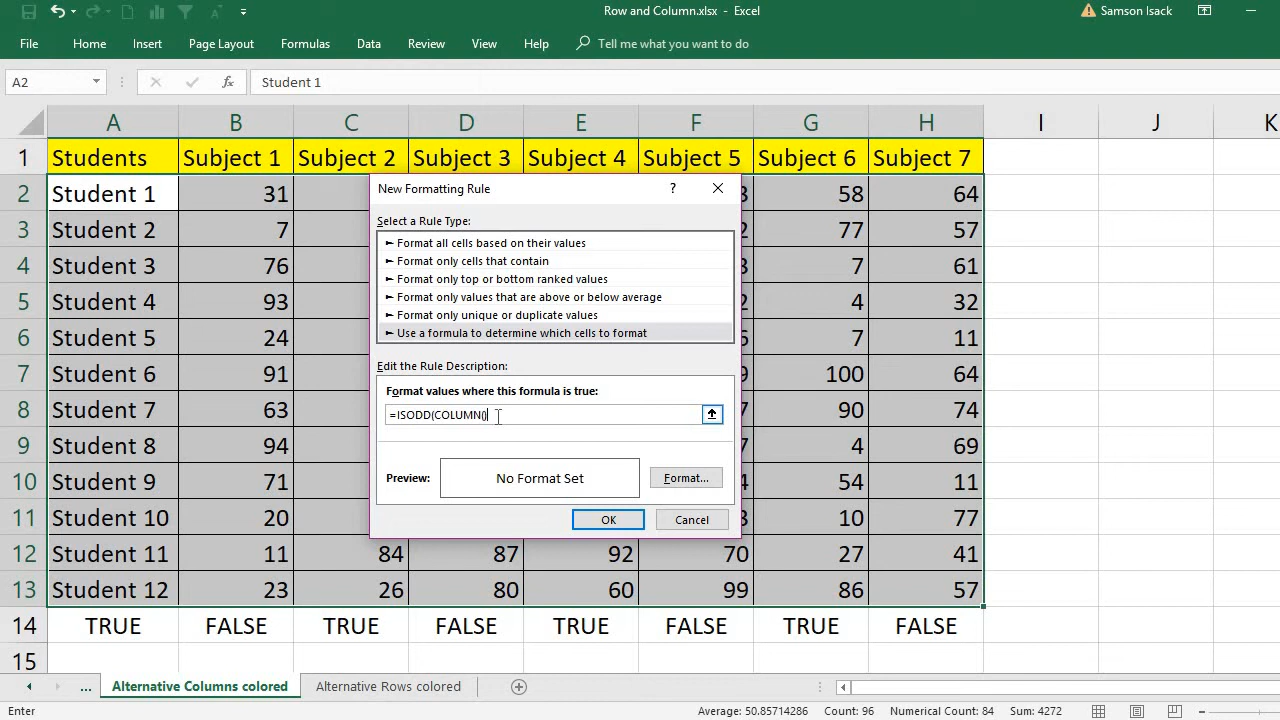 Row and Column.xlsx - Excel
Samson Isack
File Home Insert Page Layout Formulas Data Review View Help Tell me what you want to do
A2 fx Student 1
A B C D E F G H I J K
1 Students Subject 1 Subject 2 Subject 3 Subject 4 Subject 5 Subject 6 Subject 7
2 Student 1 31 58 64
3 Student 2 7 77 57
4 Student 3 76 7 61
5 Student 4 93 4 32
6 Student 5 24 7 11
7 Student 6 91 100 64
8 Student 7 63 90 74
9 Student 8 94 4 69
10 Student 9 71 54 11
11 Student 10 20 10 77
12 Student 11 11 84 87 92 70 27 41
13 Student 12 23 26 80 60 99 86 57
14 TRUE FALSE TRUE FALSE TRUE FALSE TRUE FALSE
15
New Formatting Rule ?
Select a Rule Type:
► Format all cells based on their values
► Format only cells that contain
► Format only top or bottom ranked values
► Format only values that are above or below average
► Format only unique or duplicate values
► Use a formula to determine which cells to format
Edit the Rule Description:
Format values where this formula is true:
=ISODD(COLUMN()
Preview: No Format Set Format...
OK Cancel
... Alternative Columns colored Alternative Rows colored
Enter Average: 50.85714286 Count: 96 Numerical Count: 84 Sum: 4272